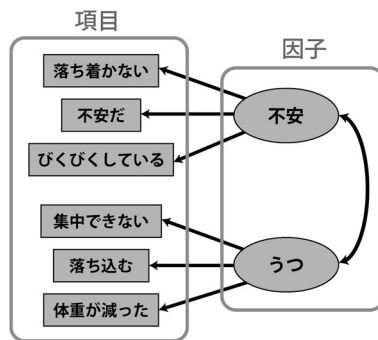 項目
因子
落ち着かない
不安だ
びくびくしている
不安
集中できない
落ち込む
体重が減った
うつ